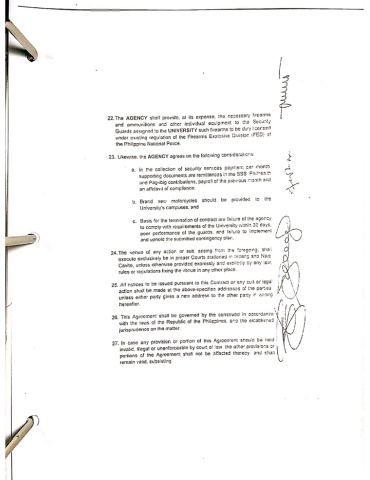 22. The AGENCY shall provide, at its expense, the necessary firearms
and ammunitions and other individual equipment to the Security
Guards assigned to the UNIVERSITY such firearms to be duly licensed
under existing regulation of the Firearms Explosive Division (FED) of
the Philippine National Police.
23. Likewise, the AGENCY agrees on the following considerations:
a. In the collection of security services payment per month
supporting documents are remittances in the SSS Philhealth
and Pag-ibig contributions, payroll of the previous month and
an affidavit of compliance;
b. Brand new motorcycles should be provided to the
University's campuses, and
c. Basis for the termination of contract are failure of the agency
to comply with requirements of the University within 32 days,
poor performance of the guards, and failure to implement
and uphold the submitted contingency plan.
24. The venue of any action or suit arising from the foregoing, shall
execute exclusively be in proper Courts stationed in and Naic
Cavite, unless otherwise provided expressly and explicitly by any law,
rules or regulations fixing the venue in any other place.
25. All notices to be issued pursuant to this Contract or any suit or legal
action shall be made at the above-specified addresses of the parties
unless either party gives a new address to the other party in writing
hereafter.
26. This Agreement shall be governed by the construed in accordance
with the laws of the Republic of the Philippines, and the established
jurisprudence on the matter.
27. In case any provision or portion of this Agreement should be held
invalid, illegal or unenforceable by court of law, the other provisions or
portions of the Agreement shall not be affected thereby and shall
remain valid, subsisting